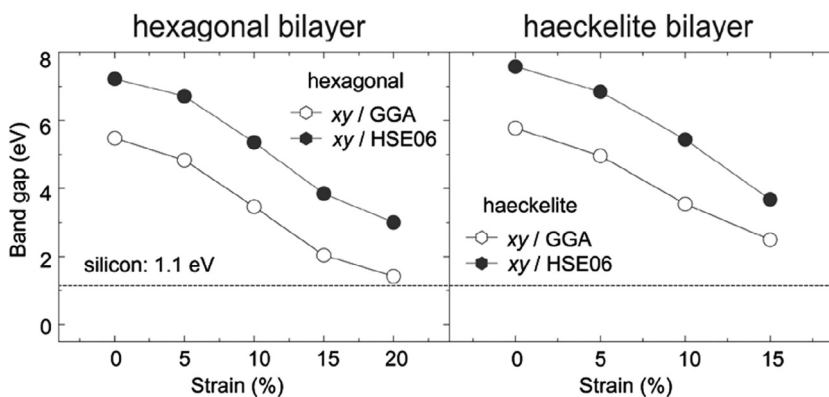 hexagonal bilayer
haeckelite bilayer
Band gap (eV)
8
6
4
2
0
hexagonal
xy / GGA
xy / HSE06
silicon: 1.1 eV
0 5 10 15 20
Strain (%)
haeckelite
xy / GGA
xy / HSE06
0 5 10 15
Strain (%)